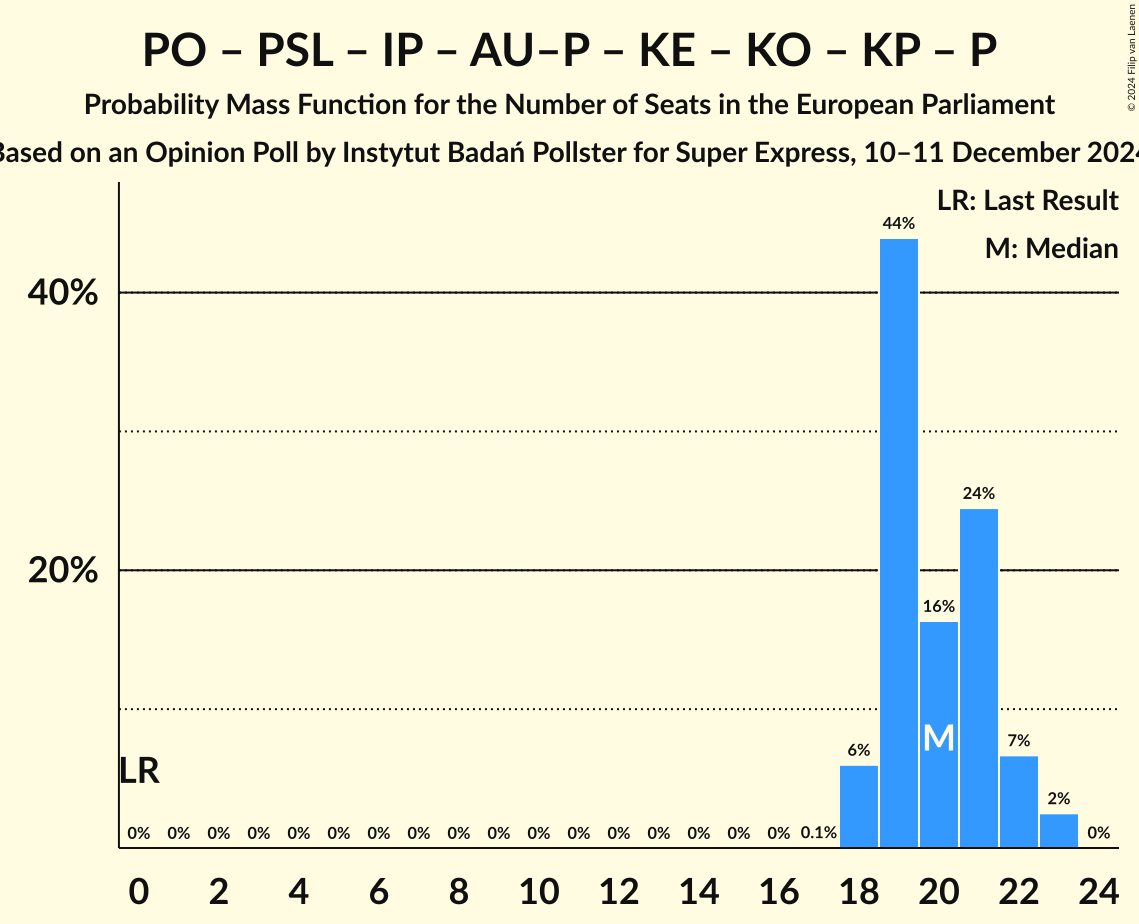 PO – PSL – IP – AU–P – KE – KO – KP – P
Probability Mass Function for the Number of Seats in the European Parliament
Based on an Opinion Poll by Instytut Badań Pollster for Super Express, 10–11 December 2024
© 2024 Filip van Laenen
LR: Last Result
M: Median
44%
40%
24%
20%
16%
M
6%
7%
LR
2%
0% 0% 0% 0% 0% 0% 0% 0% 0% 0% 0% 0% 0% 0% 0% 0% 0% 0.1% 0%
0 2 4 6 8 10 12 14 16 18 20 22 24